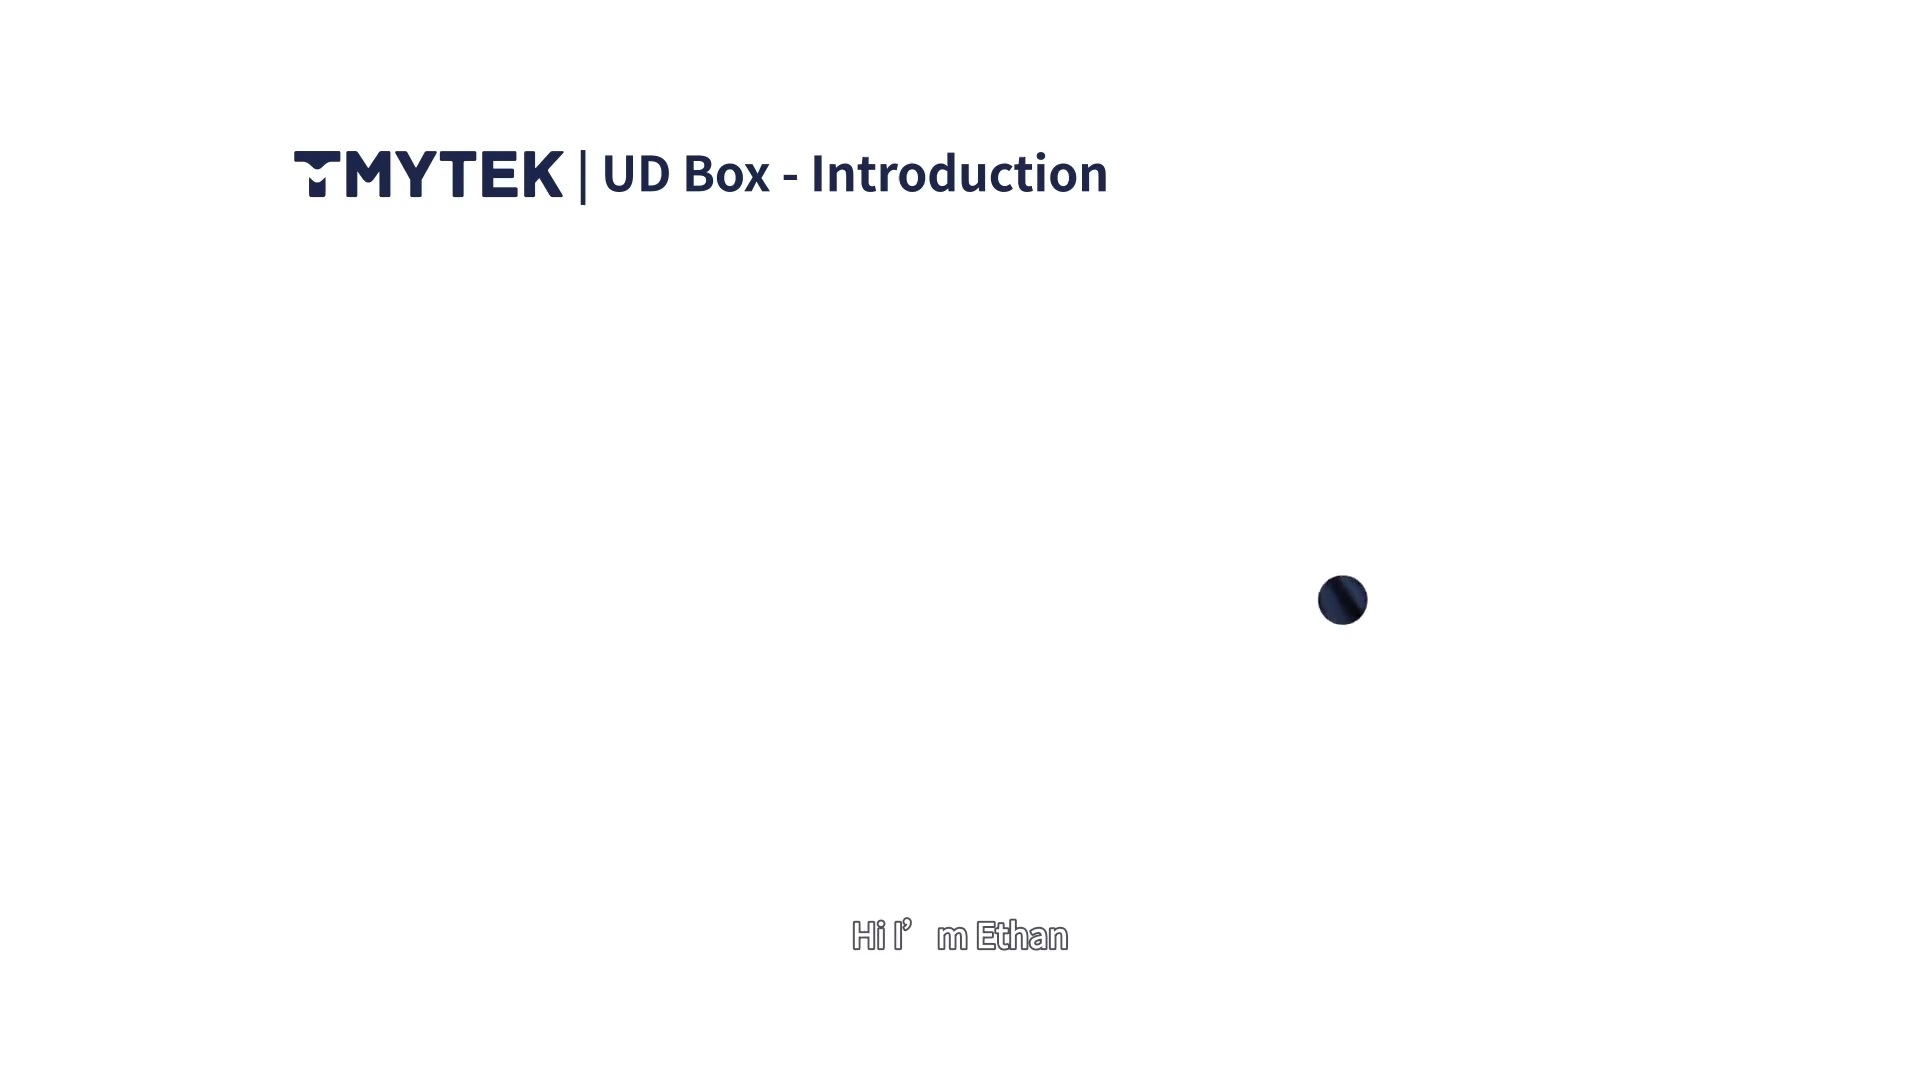 TMYTEK | UD Box - Introduction
Hi I’m Ethan